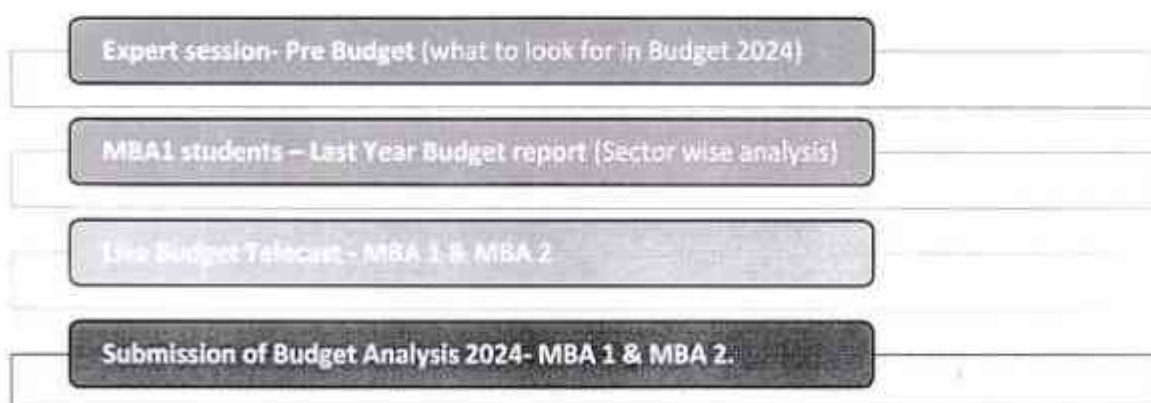 Expert session- Pre Budget (what to look for in Budget 2024)
MBA1 students – Last Year Budget report (Sector wise analysis)
Live Budget Telecast - MBA 1 & MBA 2
Submission of Budget Analysis 2024- MBA 1 & MBA 2.